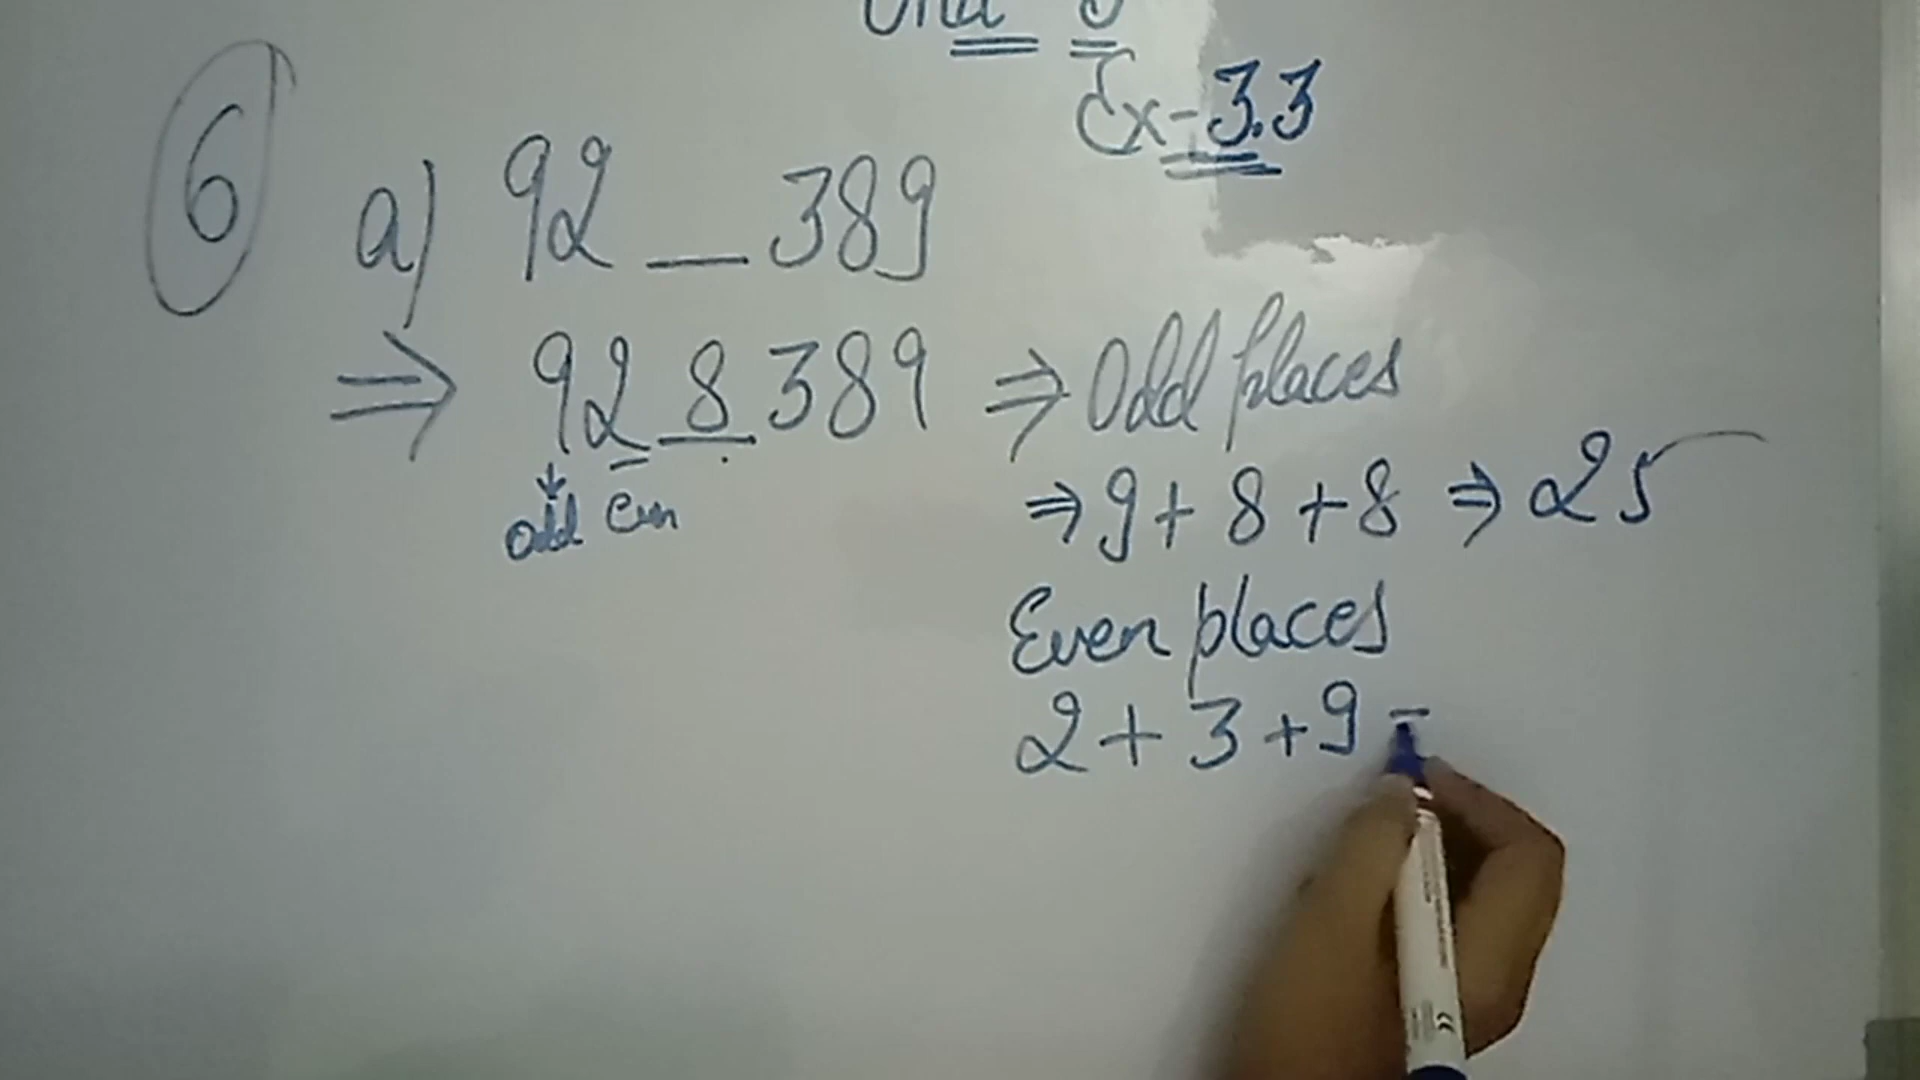 Ex-3.3
6 a) 92 _ 389
⇒ 92 8 389 ⇒ Odd places
odd Even
⇒ 9 + 8 + 8 ⇒ 25
Even places
2 + 3 + 9 =